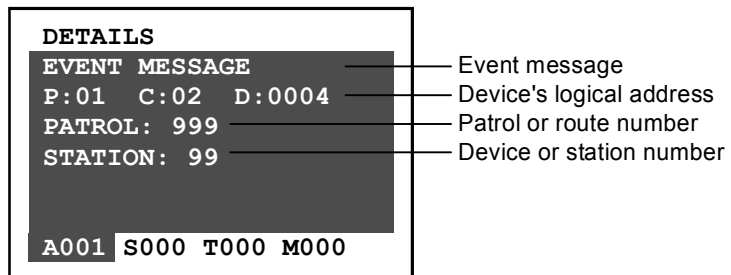 DETAILS
EVENT MESSAGE
P:01 C:02 D:0004
PATROL: 999
STATION: 99
A001 S000 T000 M000
Event message
Device's logical address
Patrol or route number
Device or station number